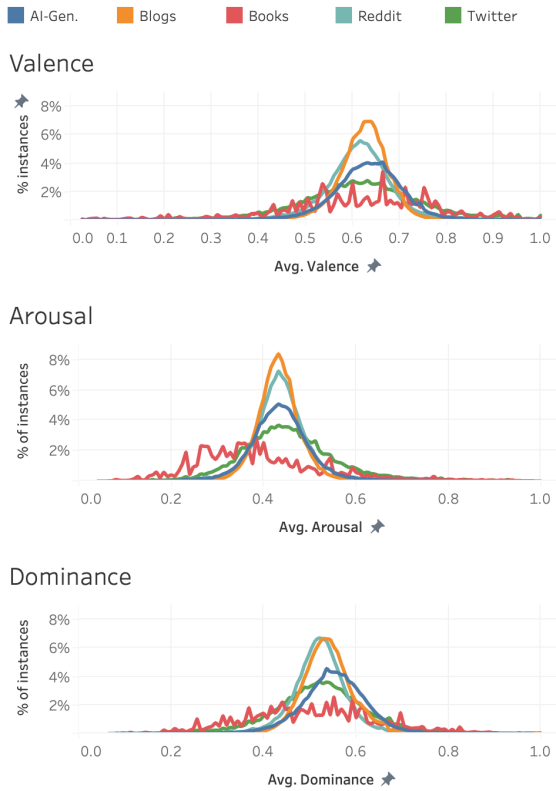 AI-Gen. Blogs Books Reddit Twitter
Valence
8%
6%
4%
2%
% instances
0.0 0.1 0.2 0.3 0.4 0.5 0.6 0.7 0.8 0.9 1.0
Avg. Valence
Arousal
8%
6%
4%
2%
% of instances
0.0 0.2 0.4 0.6 0.8 1.0
Avg. Arousal
Dominance
8%
6%
4%
2%
% of instances
0.0 0.2 0.4 0.6 0.8 1.0
Avg. Dominance